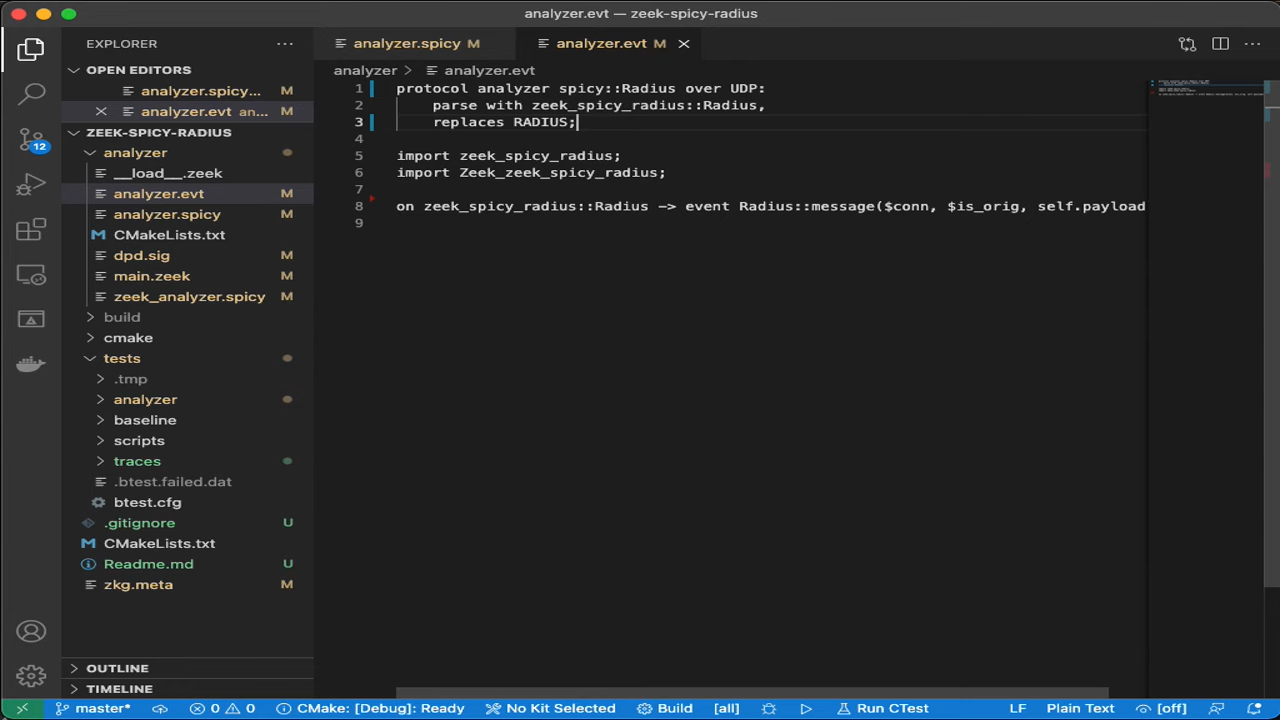 analyzer.evt — zeek-spicy-radius
EXPLORER
analyzer.spicy M
analyzer.evt M
OPEN EDITORS
analyzer.spicy...
analyzer.evt an...
ZEEK-SPICY-RADIUS
analyzer
__load__.zeek
analyzer.evt M
analyzer.spicy M
CMakeLists.txt
dpd.sig M
main.zeek M
zeek_analyzer.spicy M
build
cmake
tests
.tmp
analyzer
baseline
scripts
traces
.btest.failed.dat
btest.cfg
.gitignore U
CMakeLists.txt
Readme.md U
zkg.meta M
OUTLINE
TIMELINE
12
analyzer > analyzer.evt
1 protocol analyzer spicy::Radius over UDP:
2 parse with zeek_spicy_radius::Radius,
3 replaces RADIUS;
4
5 import zeek_spicy_radius;
6 import Zeek_zeek_spicy_radius;
7
8 on zeek_spicy_radius::Radius -> event Radius::message($conn, $is_orig, self.payload
9
master* 0 0 CMake: [Debug]: Ready No Kit Selected Build [all] Run CTest LF Plain Text [off]